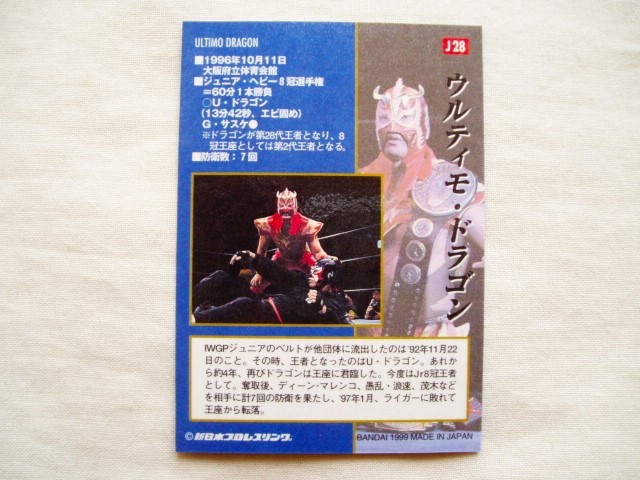 ULTIMO DRAGON
■1996年10月11日
大阪府立体育会館
■ジュニア・ヘビー8冠選手権
=60分1本勝負
○U・ドラゴン
(13分42秒、エビ固め)
G・サスケ●
※ドラゴンが第28代王者となり、8
冠王座としては第2代王者となる。
■防衛数：7回
J 28
ウルティモ・ドラゴン
IWGPジュニアのベルトが他団体に流出したのは'92年11月22
日のこと。その時、王者となったのはU・ドラゴン。あれか
ら約4年、再びドラゴンは王座に君臨した。今度はJr8冠王者
として。奪取後、ディーン・マレンコ、愚乱・浪速、茂木など
を相手に計7回の防衛を果たし、'97年1月、ライガーに敗れて
王座から転落。
©新日本プロレスリング
BANDAI 1999 MADE IN JAPAN